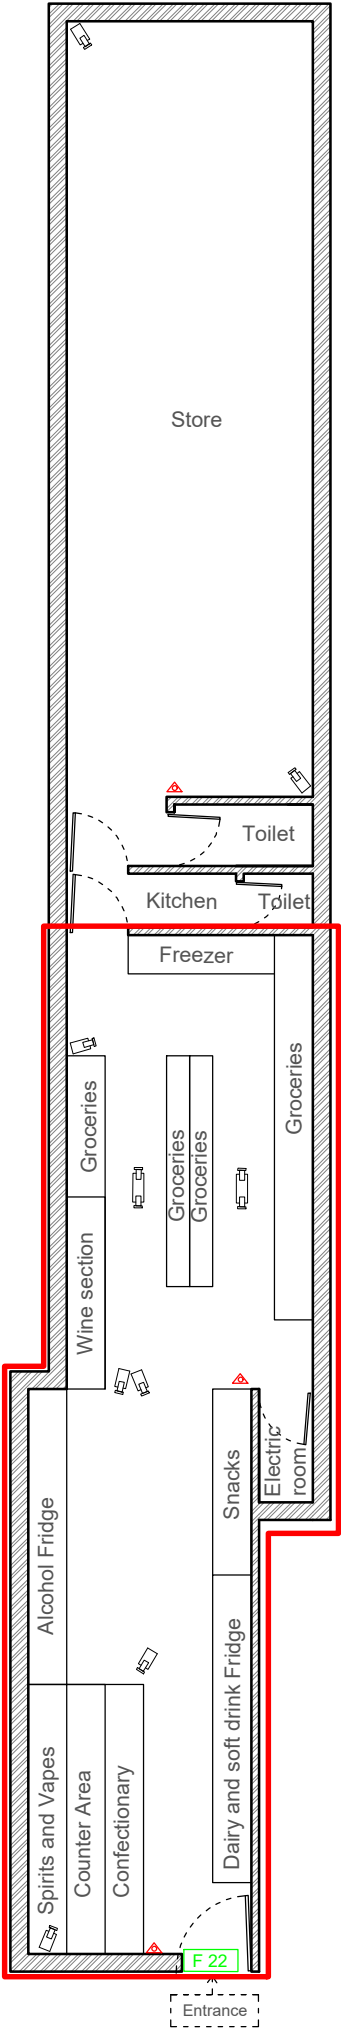 Store
Toilet
Kitchen
Toilet
Freezer
Groceries
Groceries
Groceries
Groceries
Wine section
Electric
room
Snacks
Alcohol Fridge
Dairy and soft drink Fridge
Spirits and Vapes
Counter Area
Confectionary
F 22
Entrance